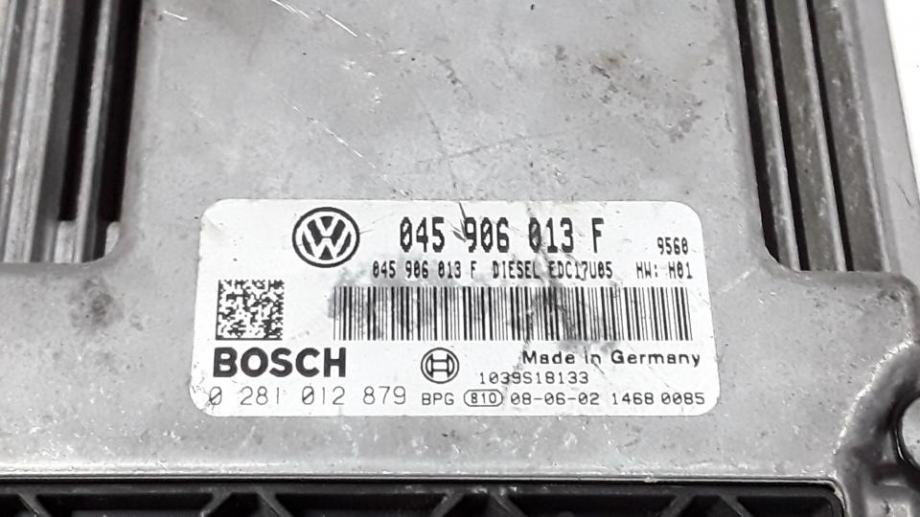 045 906 013 F 9560
045 906 013 F DIESEL EDC17U05 HW: H01
BOSCH Made in Germany
1039S18133
0 281 012 879 BPG 810 08-06-02 1468 0085